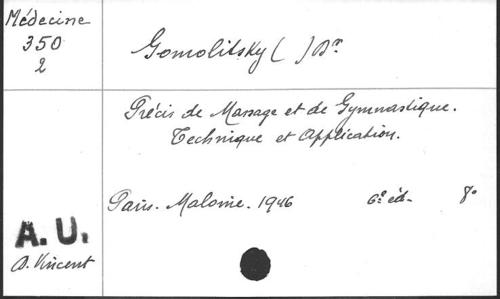 Médecine
350
2
Gomolitsky ( ) Dr
Précis de Massage et de Gymnastique.
Technique et Application.
Paris. Maloine. 1946 6e éd. 8°
A.U.
D. Vincent